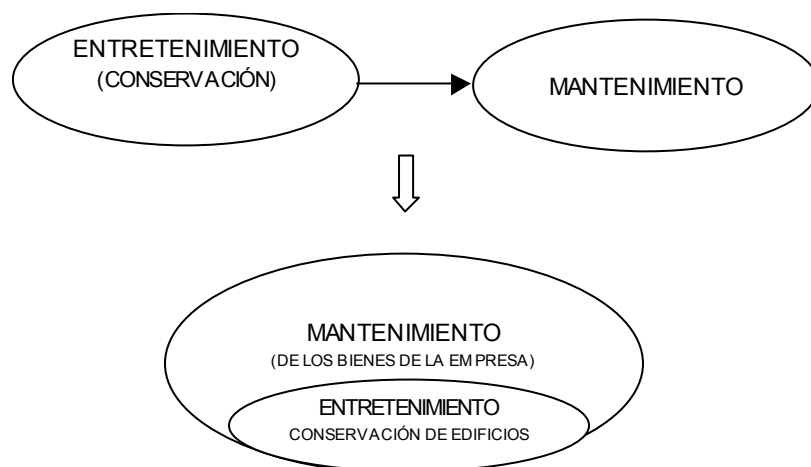 ENTRETENIMIENTO
(CONSERVACIÓN)
MANTENIMIENTO
MANTENIMIENTO
(DE LOS BIENES DE LA EMPRESA)
ENTRETENIMIENTO
CONSERVACIÓN DE EDIFICIOS